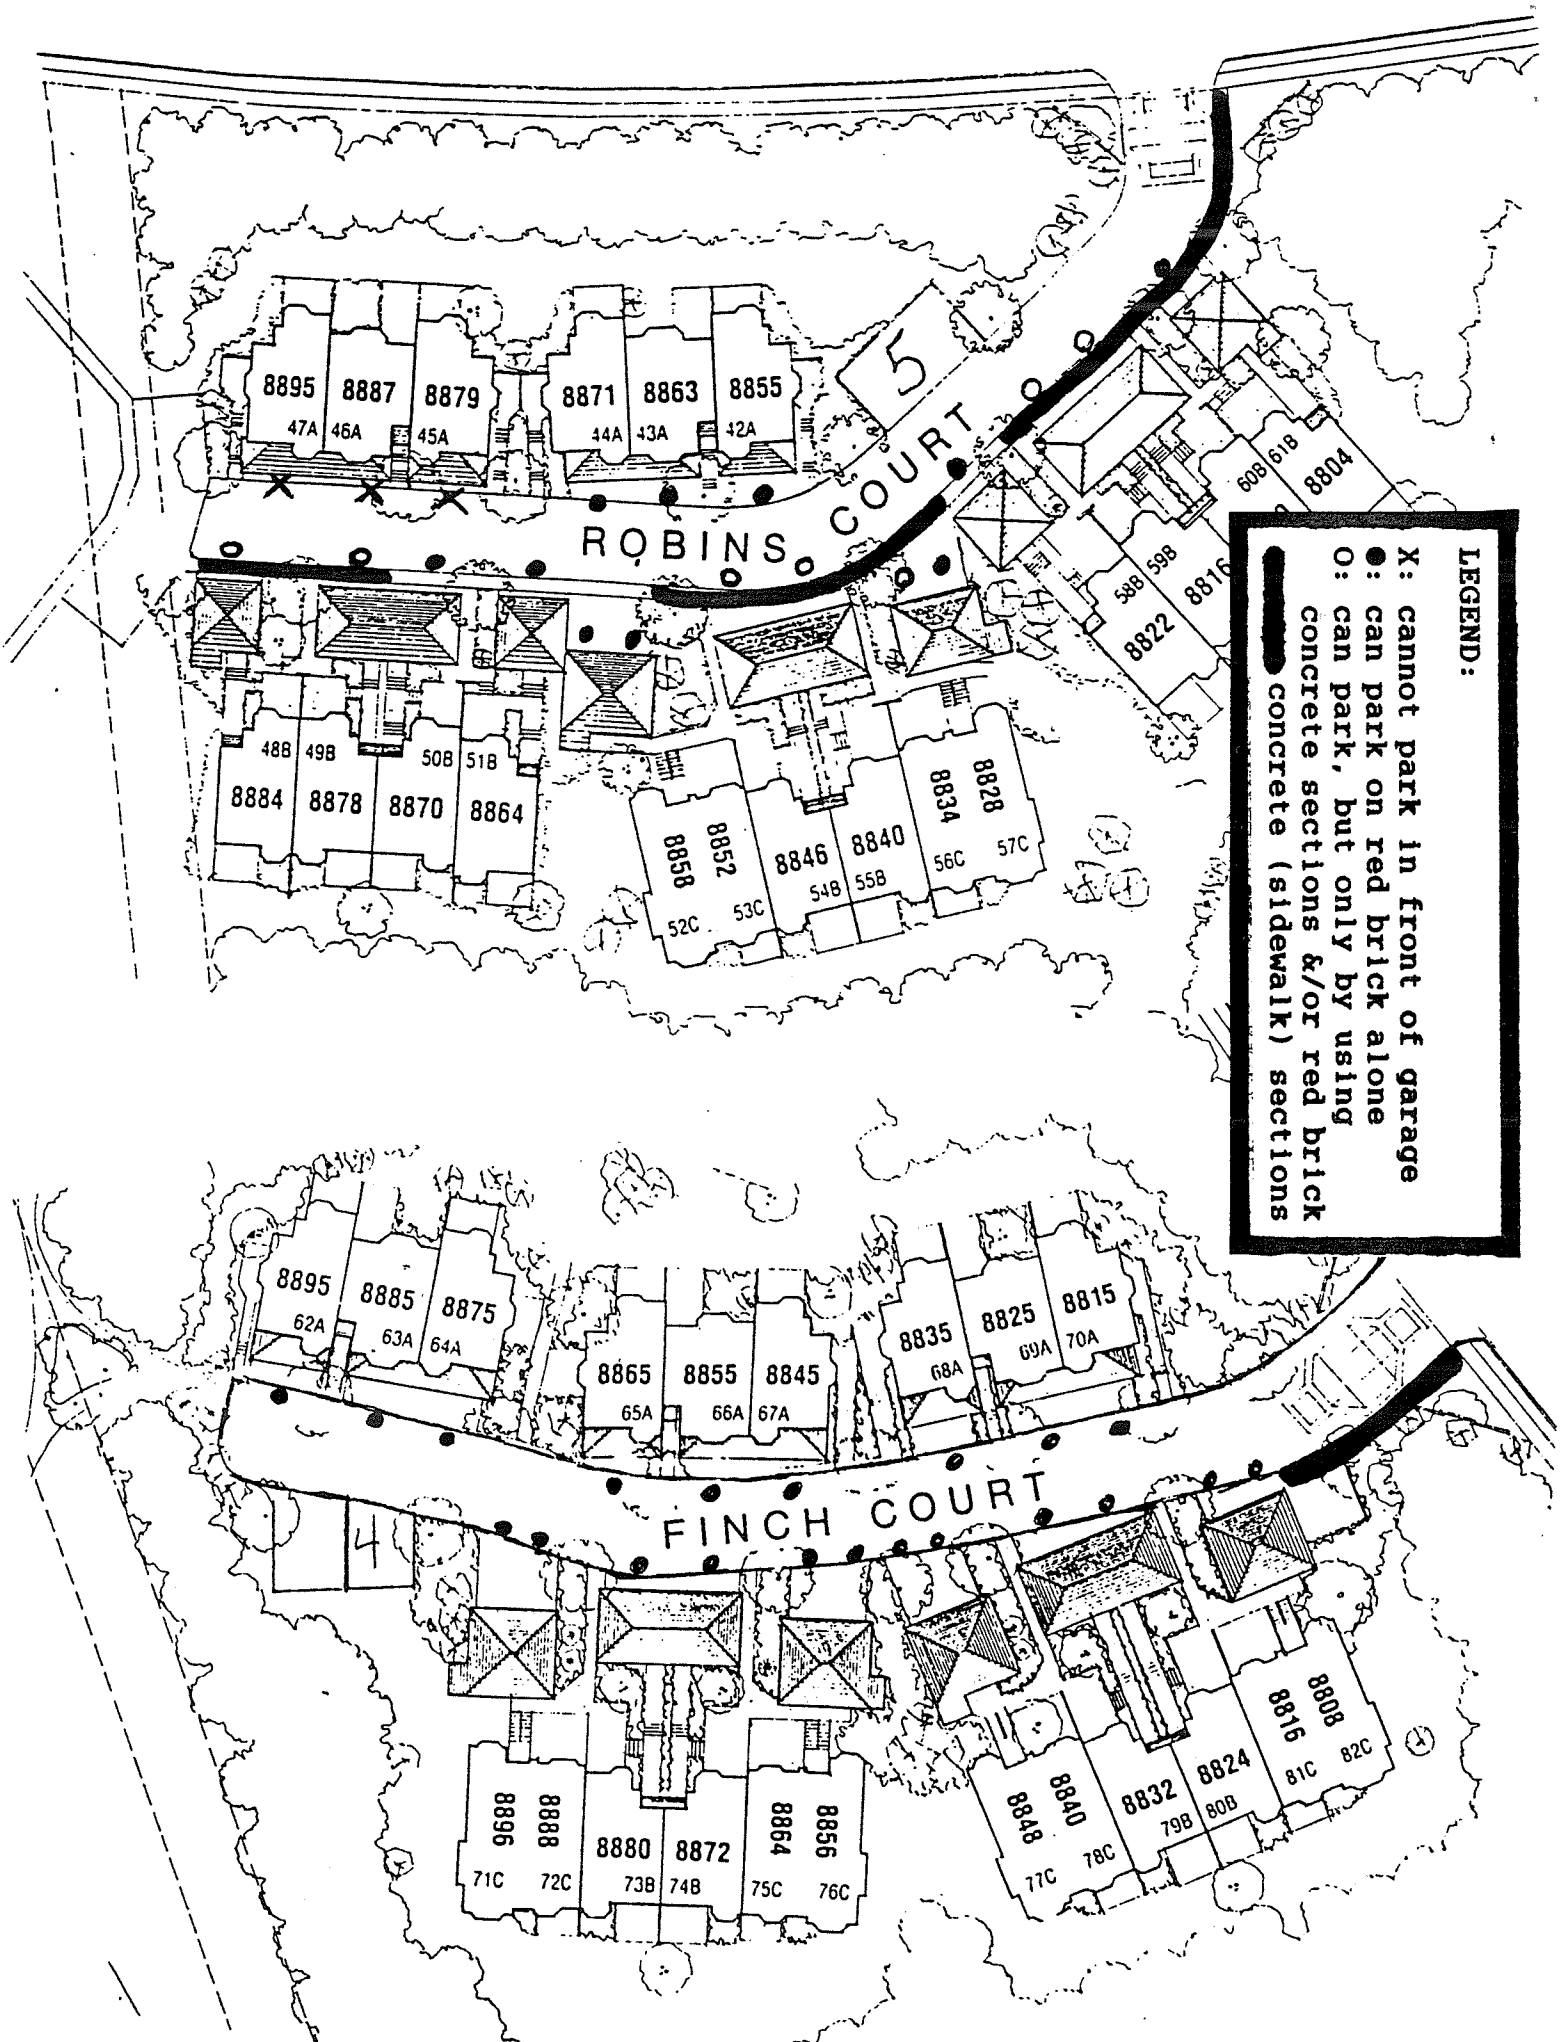 8895
8887
8879
8871
8863
8855
47A
46A
45A
44A
43A
42A
5
ROBINS COURT
60B
61B
8804
59B
58B
8816
8822
48B
49B
50B
51B
8884
8878
8870
8864
8858
8852
8846
8840
8834
8828
52C
53C
54B
55B
56C
57C
LEGEND:
X: cannot park in front of garage
●: can park on red brick alone
O: can park, but only by using
concrete sections &/or red brick
concrete (sidewalk) sections
8895
8885
8875
62A
63A
64A
8865
8855
8845
65A
66A
67A
8835
8825
8815
68A
69A
70A
FINCH COURT
4
8896
8888
8880
8872
8864
8856
71C
72C
73B
74B
75C
76C
8848
8840
8832
8824
8816
8808
77C
78C
79B
80B
81C
82C